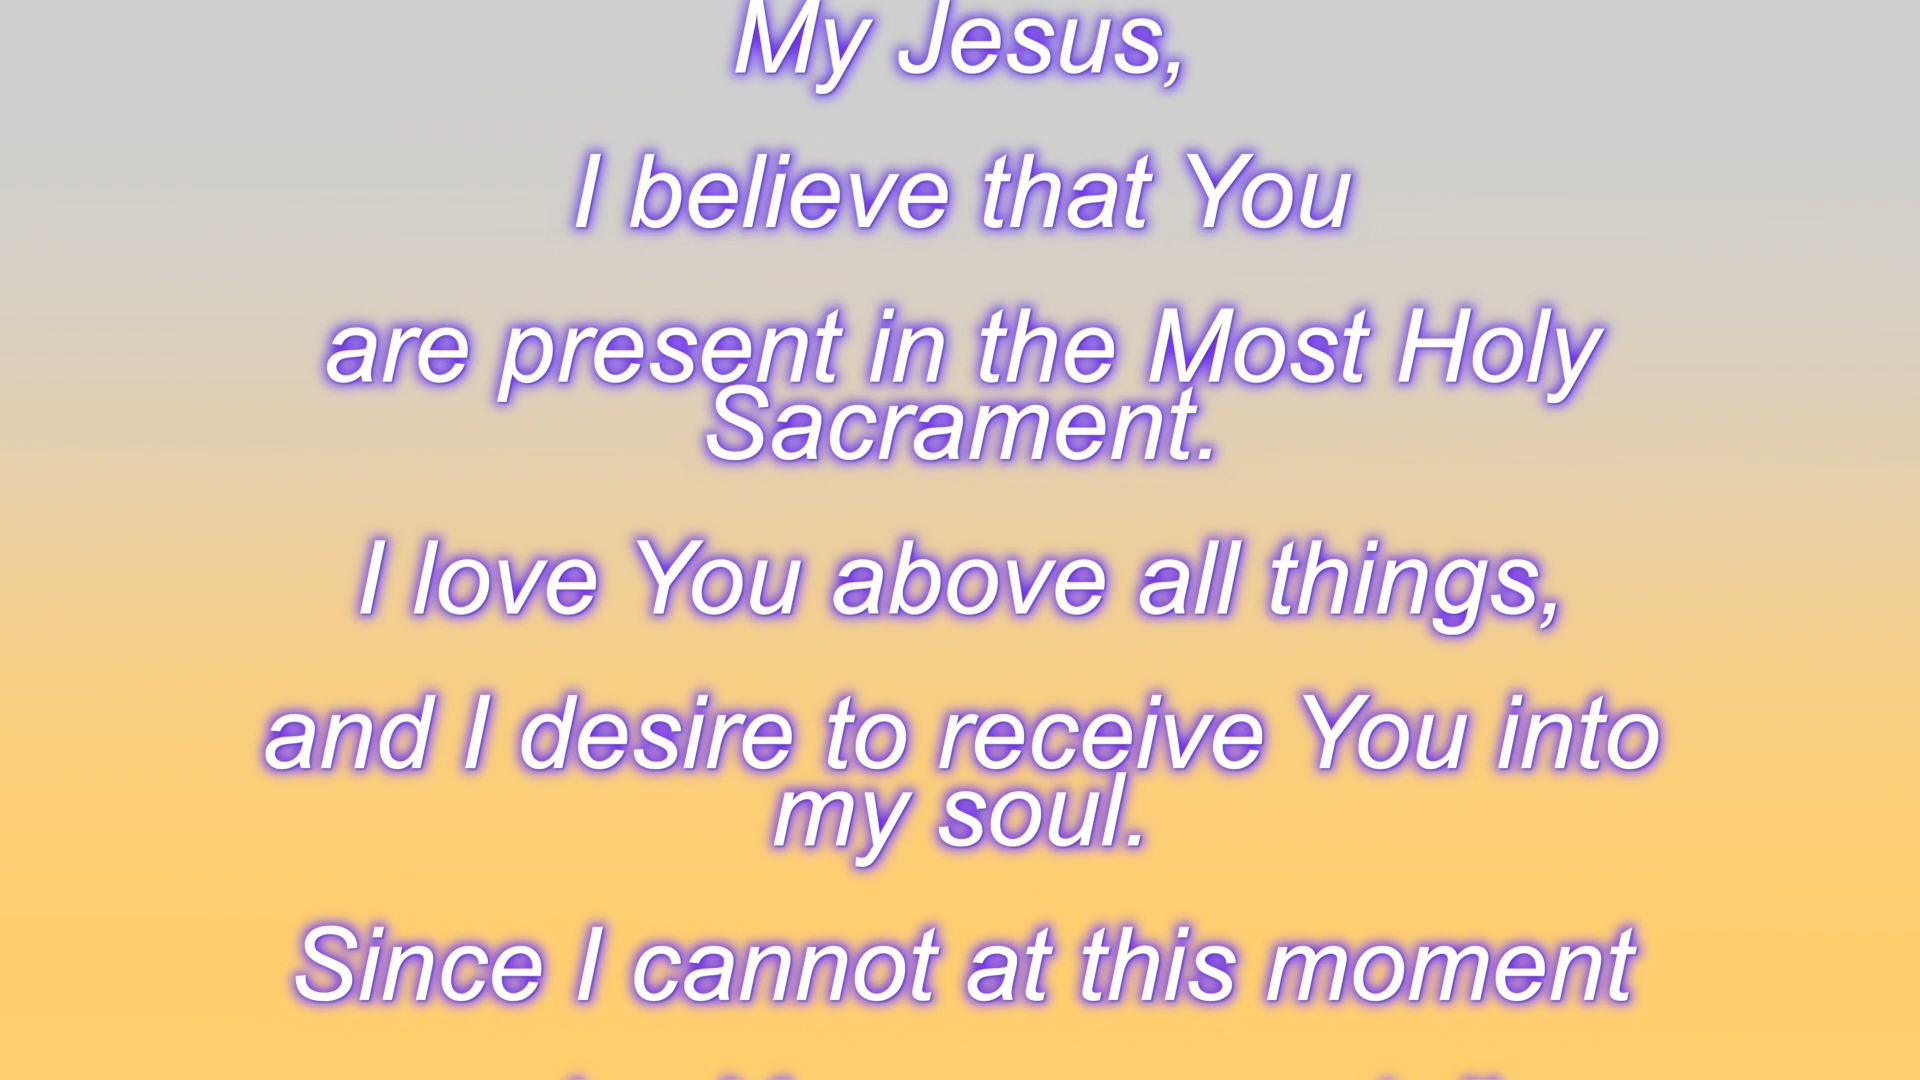 My Jesus,
I believe that You
are present in the Most Holy
Sacrament.
I love You above all things,
and I desire to receive You into
my soul.
Since I cannot at this moment